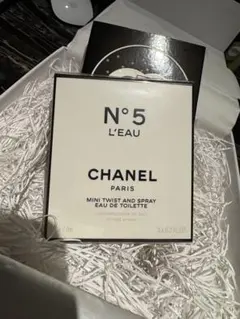 N°5
L'EAU
CHANEL
PARIS
MINI TWIST AND SPRAY
EAU DE TOILETTE